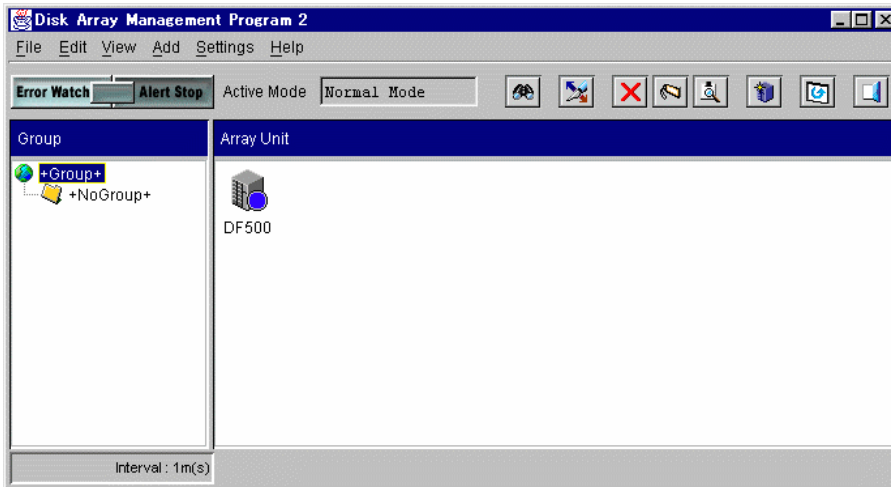 Disk Array Management Program 2
File Edit View Add Settings Help
Error Watch Alert Stop Active Mode Normal Mode
Group Array Unit
+Group+
+NoGroup+
DF500
Interval : 1m(s)